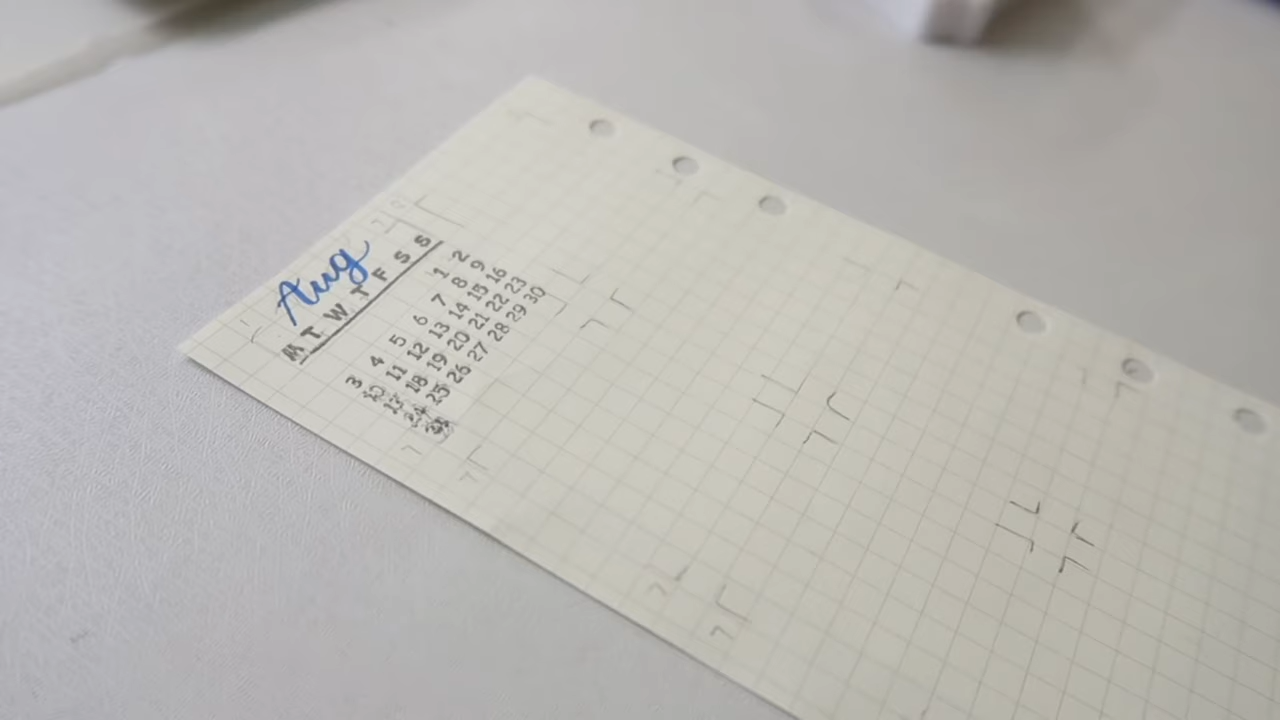 Aug
M T W T F S S
1 2
3 4 5 6 7 8 9
10 11 12 13 14 15 16
17 18 19 20 21 22 23
24 25 26 27 28 29 30